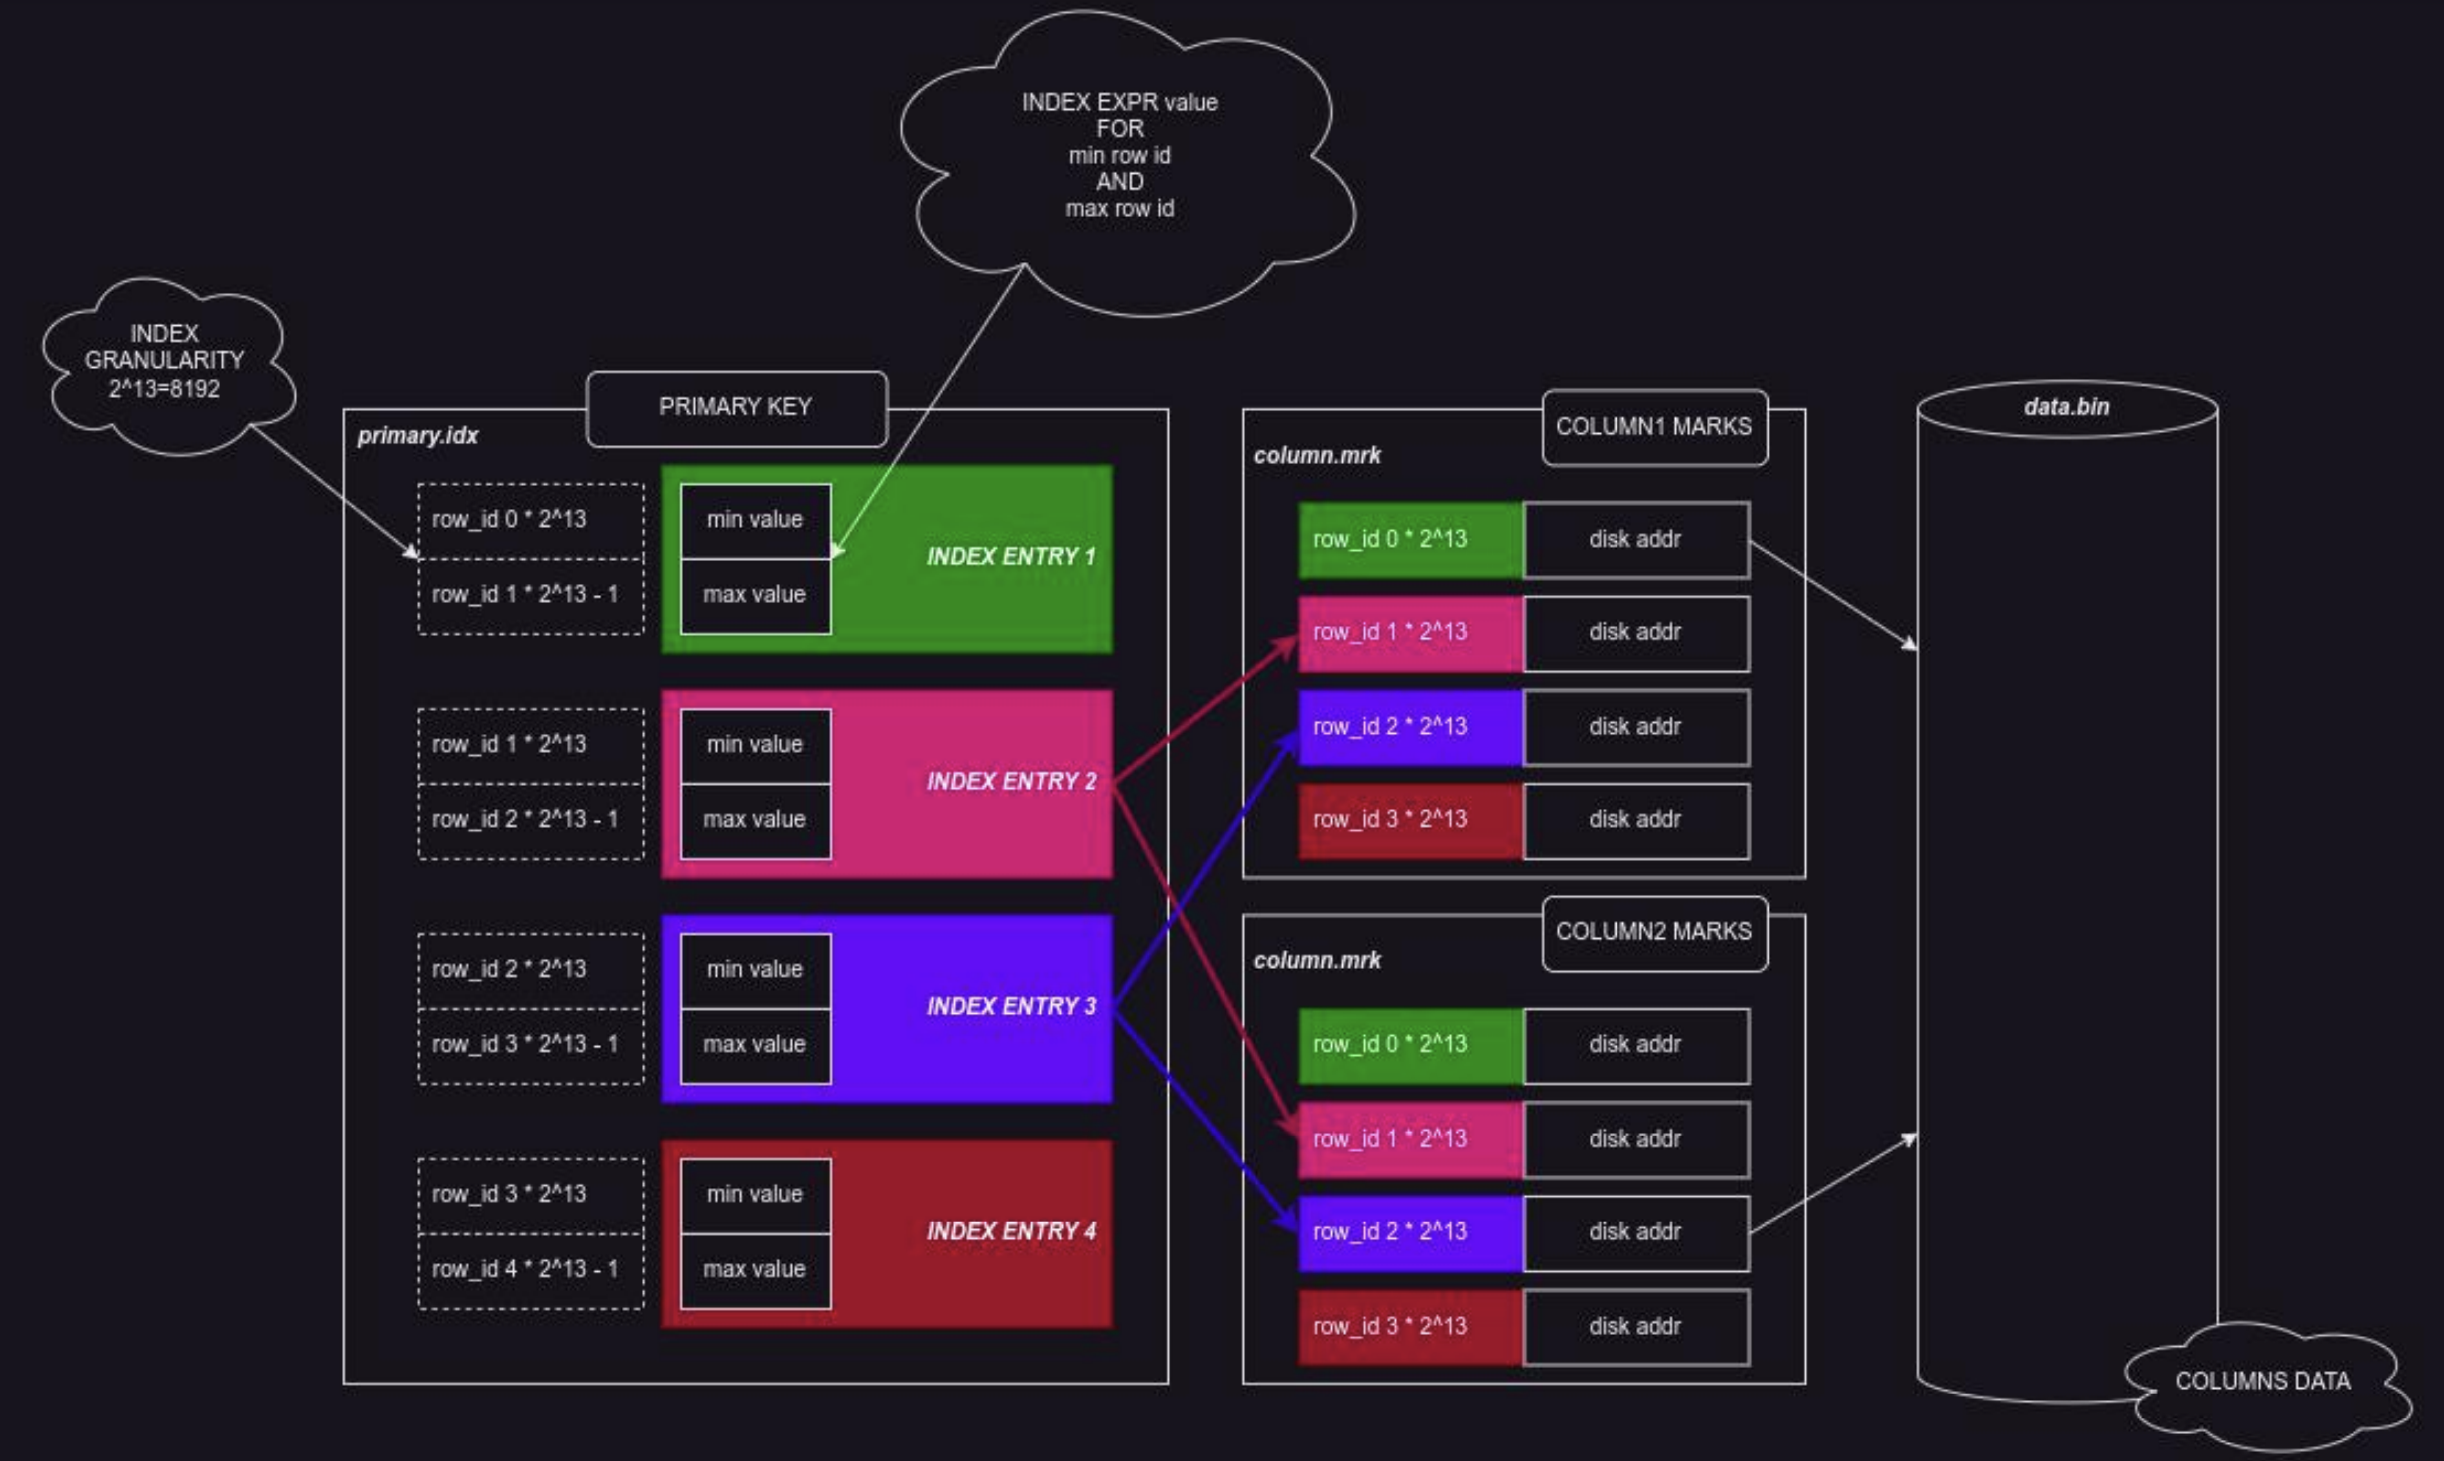 INDEX EXPR value
FOR
min row id
AND
max row id
INDEX
GRANULARITY
2^13=8192
PRIMARY KEY
primary.idx
row_id 0 * 2^13
row_id 1 * 2^13 - 1
min value
max value
INDEX ENTRY 1
row_id 1 * 2^13
row_id 2 * 2^13 - 1
min value
max value
INDEX ENTRY 2
row_id 2 * 2^13
row_id 3 * 2^13 - 1
min value
max value
INDEX ENTRY 3
row_id 3 * 2^13
row_id 4 * 2^13 - 1
min value
max value
INDEX ENTRY 4
COLUMN1 MARKS
column.mrk
row_id 0 * 2^13 disk addr
row_id 1 * 2^13 disk addr
row_id 2 * 2^13 disk addr
row_id 3 * 2^13 disk addr
COLUMN2 MARKS
column.mrk
row_id 0 * 2^13 disk addr
row_id 1 * 2^13 disk addr
row_id 2 * 2^13 disk addr
row_id 3 * 2^13 disk addr
data.bin
COLUMNS DATA